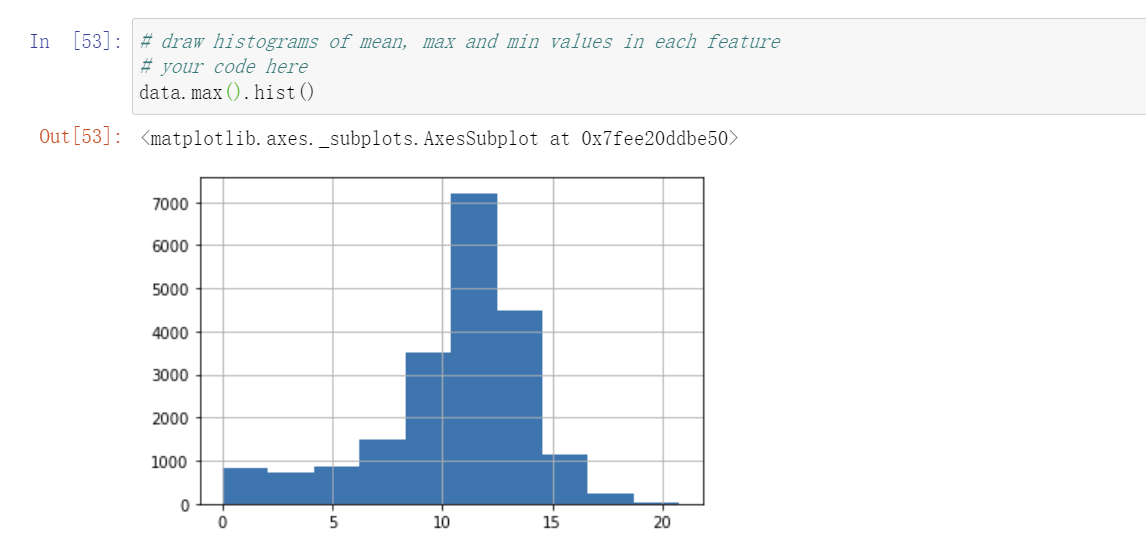 In [53]: # draw histograms of mean, max and min values in each feature
# your code here
data.max().hist()
Out[53]: <matplotlib.axes._subplots.AxesSubplot at 0x7fee20ddbe50>
7000
6000
5000
4000
3000
2000
1000
0
0 5 10 15 20